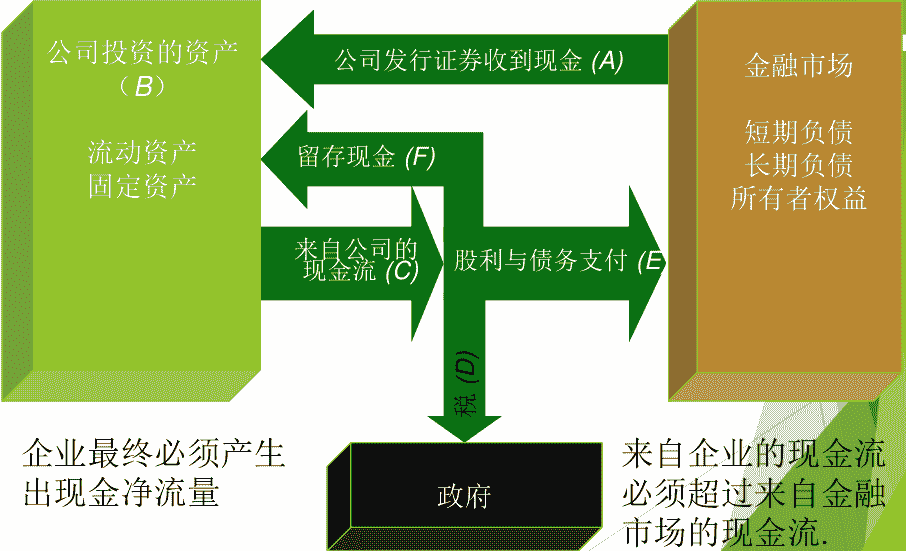 公司投资的资产
（B）
流动资产
固定资产
公司发行证券收到现金 (A)
留存现金 (F)
来自公司的
现金流 (C)
股利与债务支付 (E
税 (D)
金融市场
短期负债
长期负债
所有者权益
政府
企业最终必须产生
出现金净流量
来自企业的现金流
必须超过来自金融
市场的现金流.